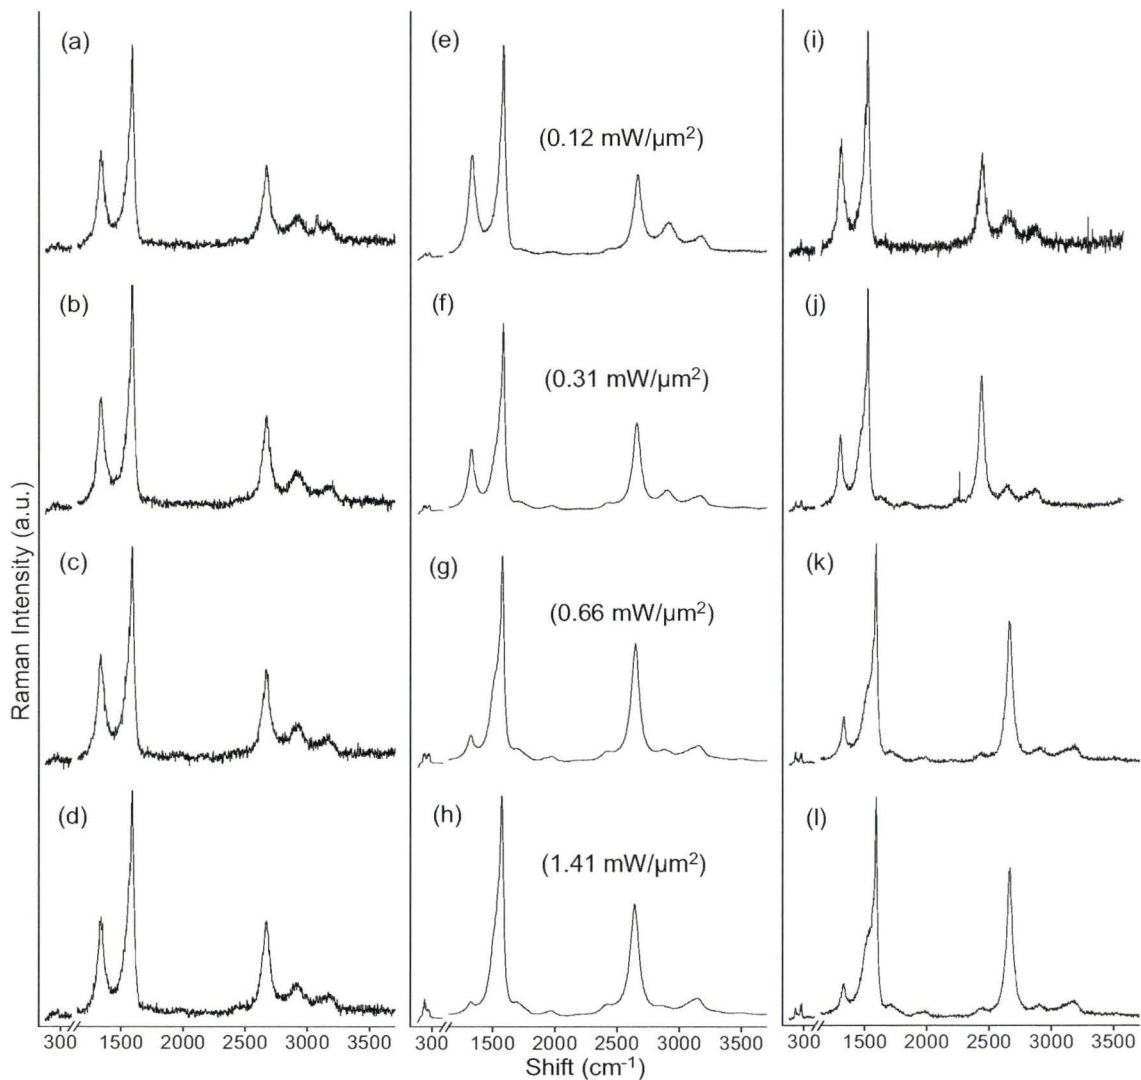 (a)
(e)
(i)
(0.12 mW/μm²)
(b)
(f)
(j)
(0.31 mW/μm²)
(c)
(g)
(k)
(0.66 mW/μm²)
(d)
(h)
(l)
(1.41 mW/μm²)
Raman Intensity (a.u.)
300 1500 2000 2500 3000 3500 300 1500 2000 2500 3000 3500 300 1500 2000 2500 3000 3500
Shift (cm⁻¹)